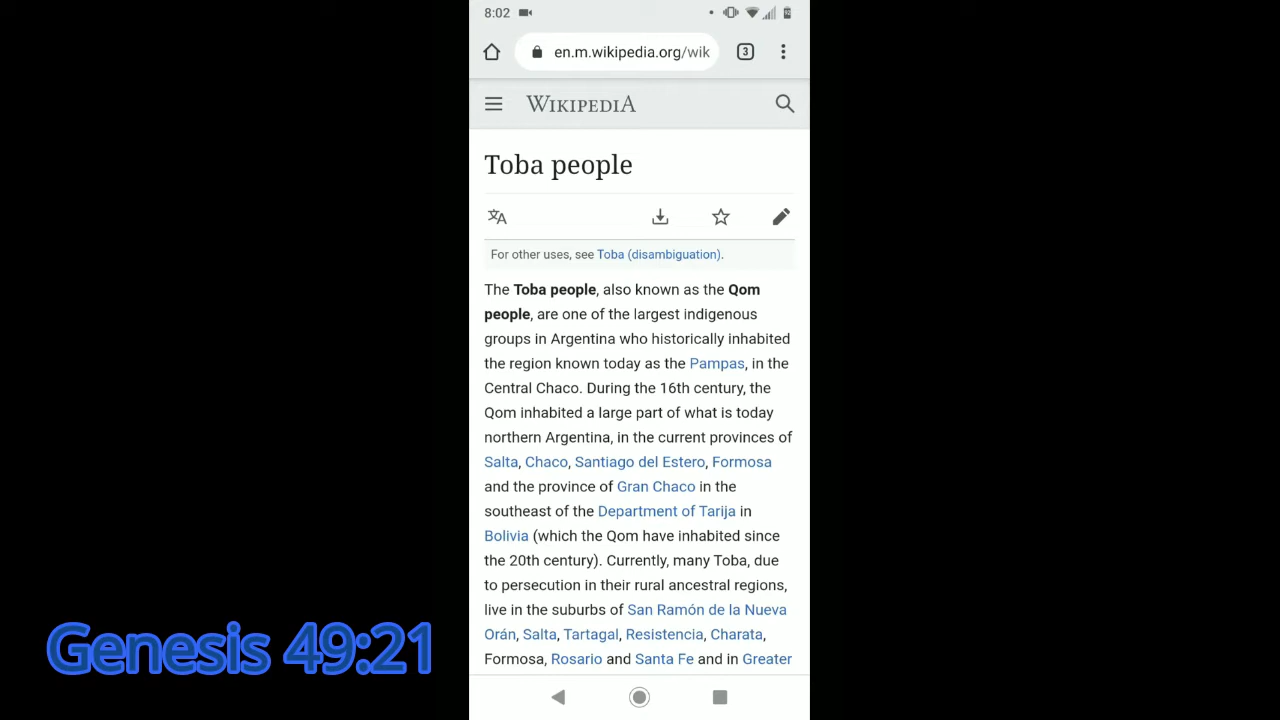 8:02
en.m.wikipedia.org/wik
3
WIKIPEDIA
Toba people
For other uses, see Toba (disambiguation).
The Toba people, also known as the Qom
people, are one of the largest indigenous
groups in Argentina who historically inhabited
the region known today as the Pampas, in the
Central Chaco. During the 16th century, the
Qom inhabited a large part of what is today
northern Argentina, in the current provinces of
Salta, Chaco, Santiago del Estero, Formosa
and the province of Gran Chaco in the
southeast of the Department of Tarija in
Bolivia (which the Qom have inhabited since
the 20th century). Currently, many Toba, due
to persecution in their rural ancestral regions,
live in the suburbs of San Ramón de la Nueva
Orán, Salta, Tartagal, Resistencia, Charata,
Formosa, Rosario and Santa Fe and in Greater
Genesis 49:21